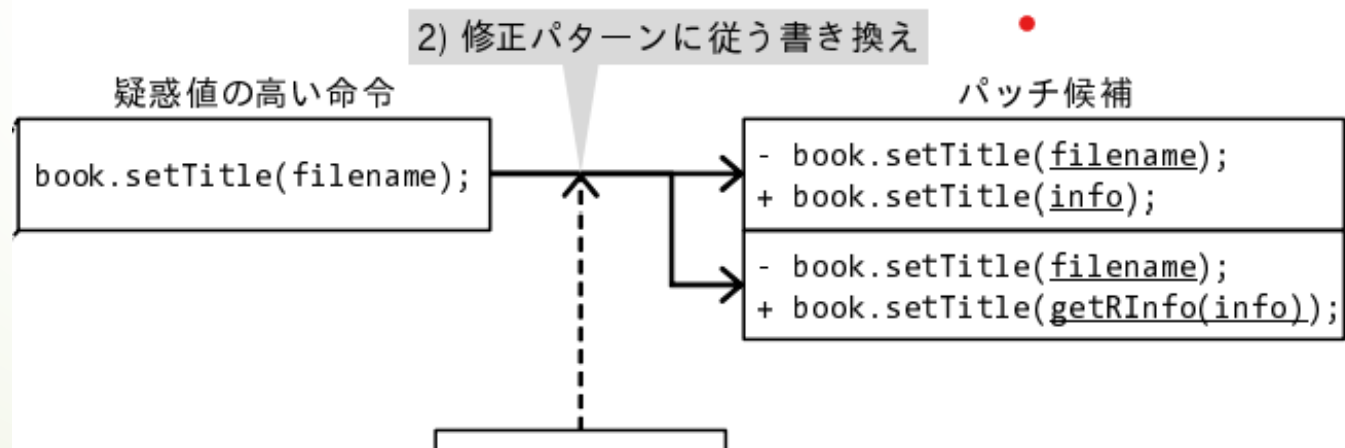 2) 修正パターンに従う書き換え
疑惑値の高い命令
book.setTitle(filename);
パッチ候補
- book.setTitle(filename);
+ book.setTitle(info);
- book.setTitle(filename);
+ book.setTitle(getRInfo(info));